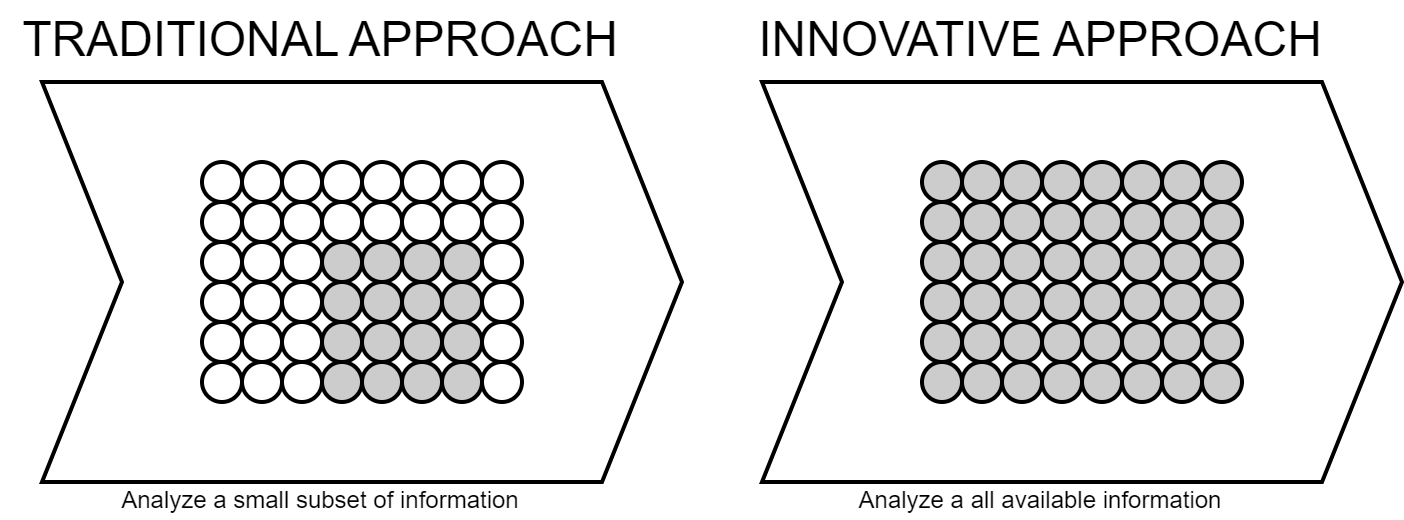 TRADITIONAL APPROACH
INNOVATIVE APPROACH
Analyze a small subset of information
Analyze a all available information